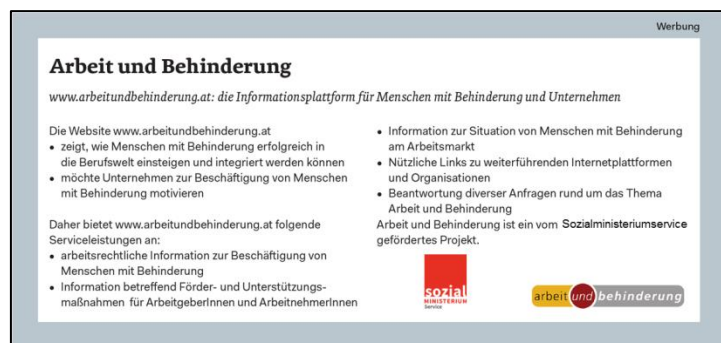 Werbung
Arbeit und Behinderung
www.arbeitundbehinderung.at: die Informationsplattform für Menschen mit Behinderung und Unternehmen
Die Website www.arbeitundbehinderung.at
• zeigt, wie Menschen mit Behinderung erfolgreich in
die Berufswelt einsteigen und integriert werden können
• möchte Unternehmen zur Beschäftigung von Menschen
mit Behinderung motivieren
Daher bietet www.arbeitundbehinderung.at folgende
Serviceleistungen an:
• arbeitsrechtliche Information zur Beschäftigung von
Menschen mit Behinderung
• Information betreffend Förder- und Unterstützungs-
maßnahmen für ArbeitgeberInnen und ArbeitnehmerInnen
• Information zur Situation von Menschen mit Behinderung
am Arbeitsmarkt
• Nützliche Links zu weiterführenden Internetplattformen
und Organisationen
• Beantwortung diverser Anfragen rund um das Thema
Arbeit und Behinderung
Arbeit und Behinderung ist ein vom Sozialministeriumservice
gefördertes Projekt.
sozial
MINISTERIUM
Service
arbeit und behinderung